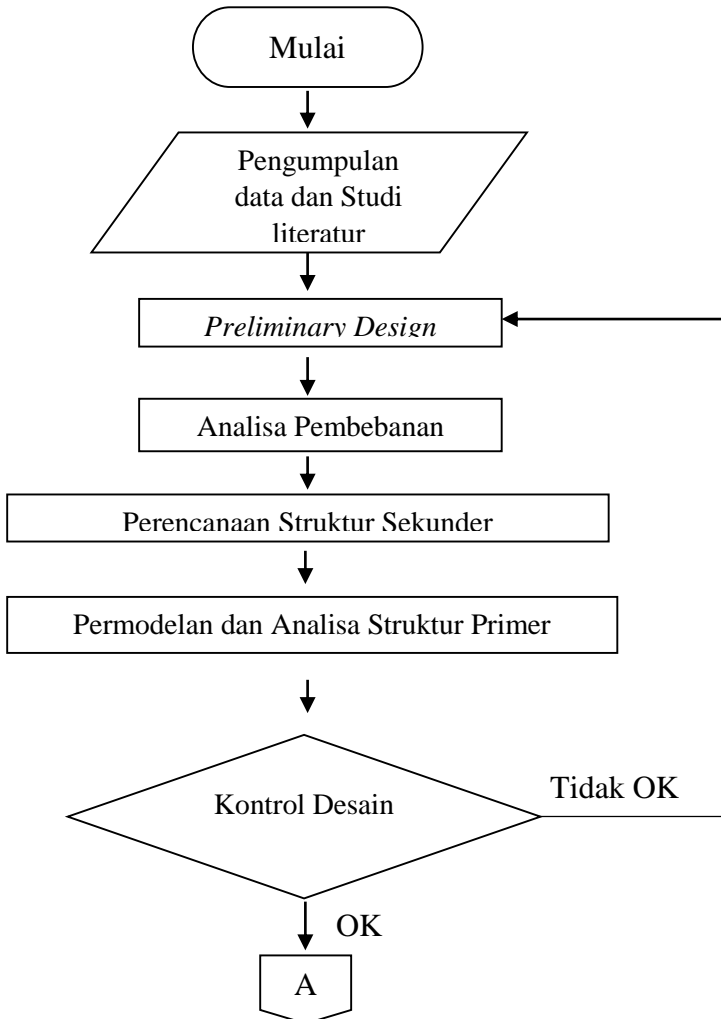 Mulai
Pengumpulan
data dan Studi
literatur
Preliminary Design
Analisa Pembebanan
Perencanaan Struktur Sekunder
Permodelan dan Analisa Struktur Primer
Kontrol Desain
Tidak OK
OK
A